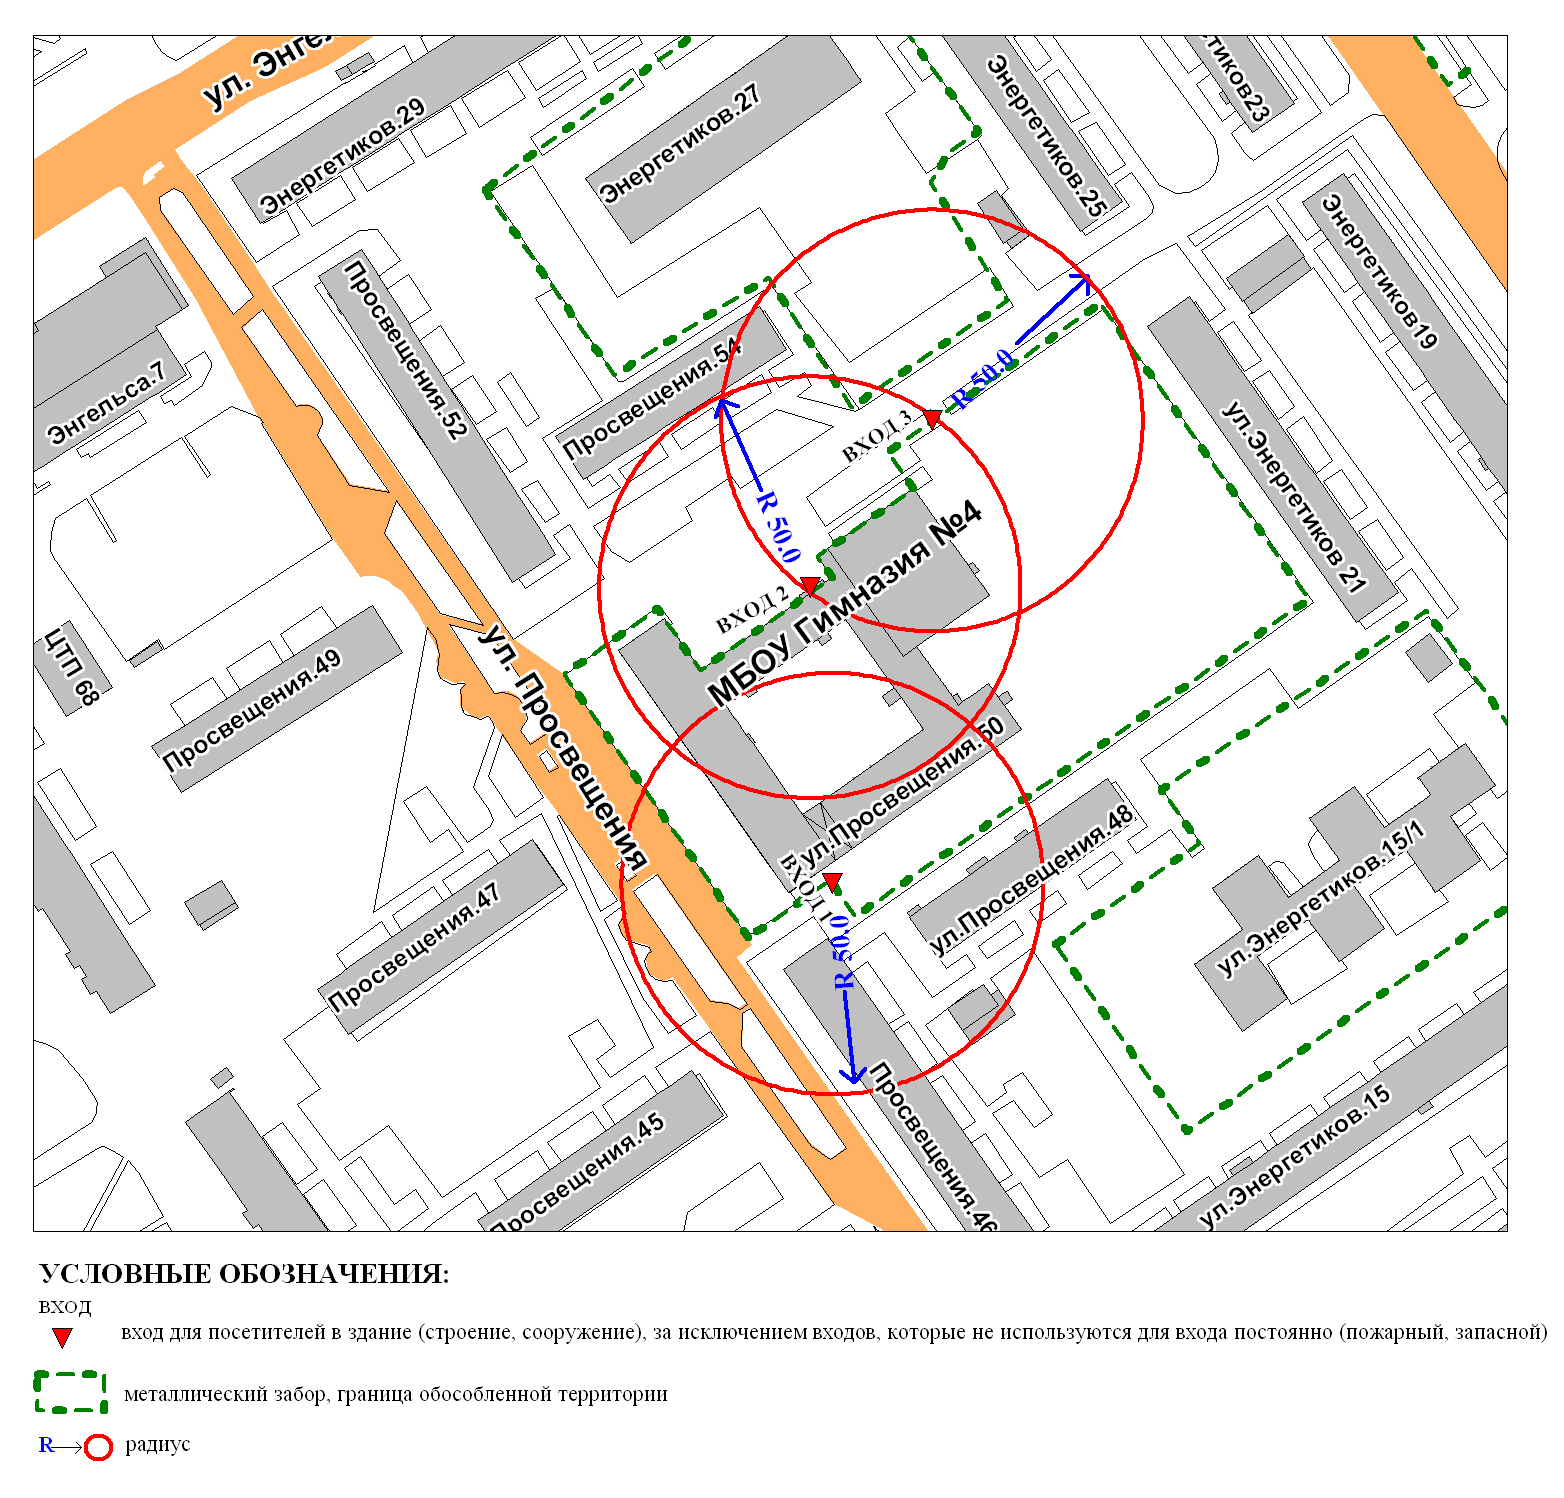 ул. Энгел
Энергетиков.29
Энергетиков.27
Энергетиков.25
тиков23
Энергетиков19
Энгельса.7
Просвещения.52
Просвещения.54
R 50.0
ВХОД 3
ул.Энергетиков 21
R 50.0
ВХОД 2
МБОУ Гимназия №4
ЦТП 68
Просвещения.49
ул. Просвещения
ул.Просвещения.50
ул.Просвещения.48
ул.Энергетиков.15/1
ВХОД 1
R 50.0
Просвещения.47
Просвещения.45
Просвещения.46
ул.Энергетиков.15
УСЛОВНЫЕ ОБОЗНАЧЕНИЯ:
ВХОД
вход для посетителей в здание (строение, сооружение), за исключением входов, которые не используются для входа постоянно (пожарный, запасной)
металлический забор, граница обособленной территории
R
радиус